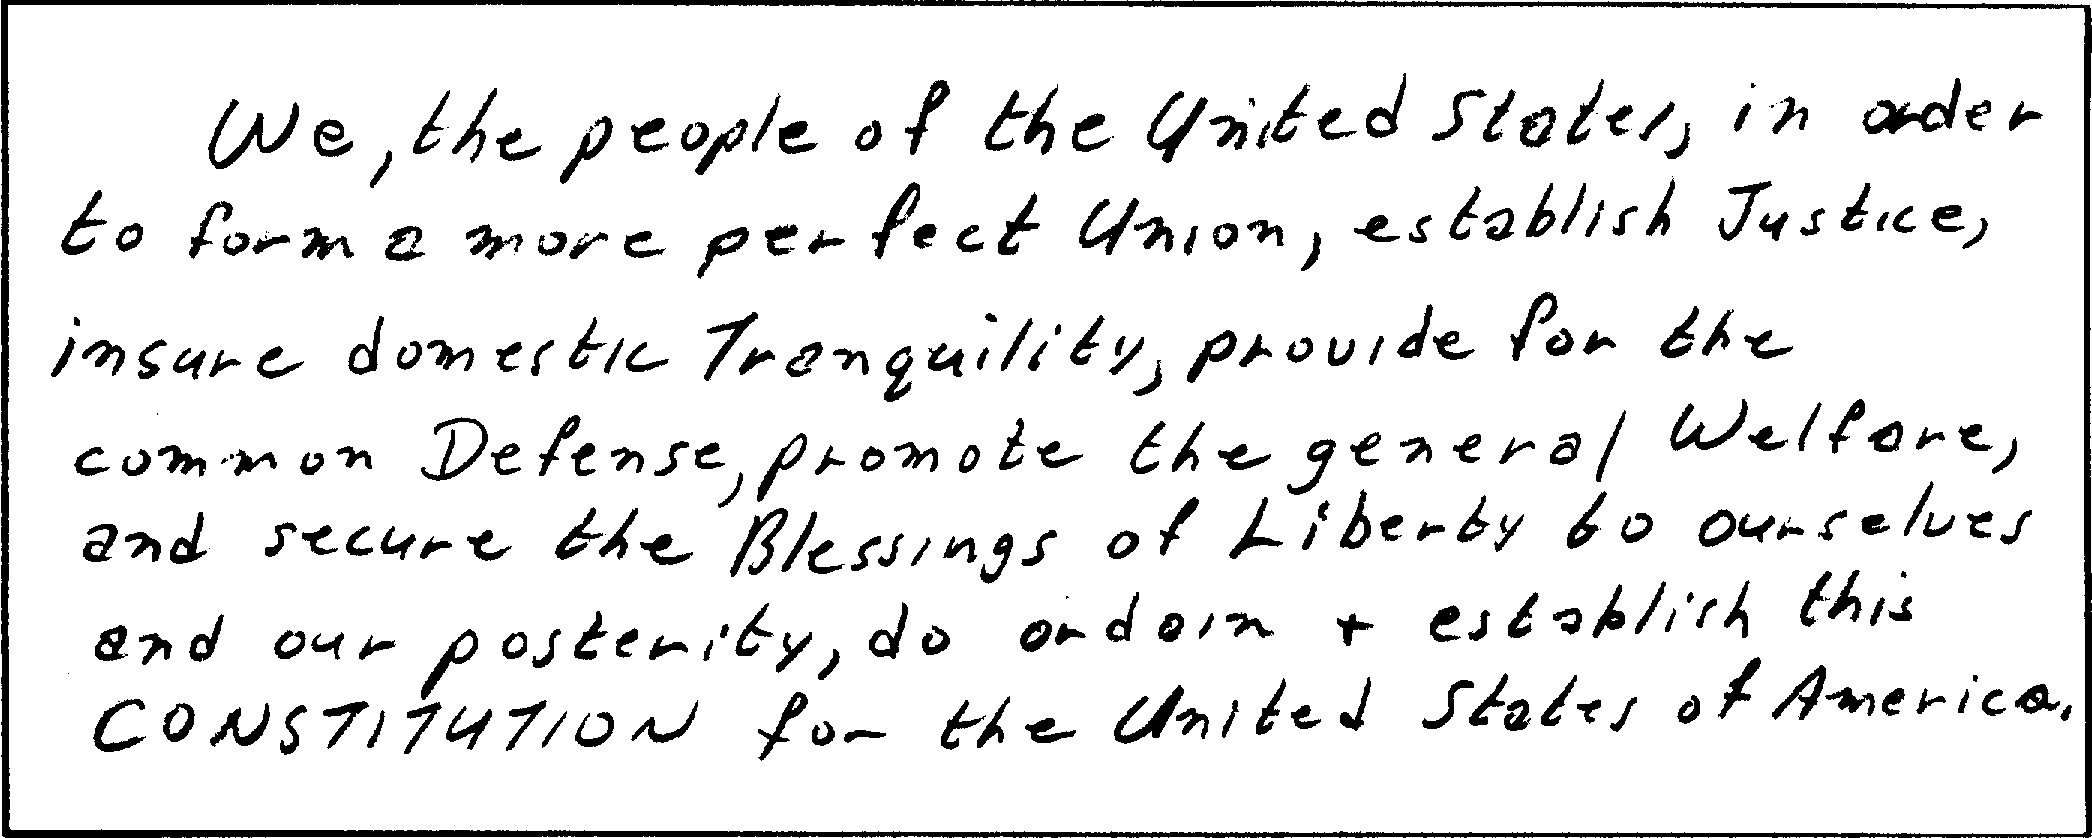 We, the people of the United States, in order
to form a more perfect Union, establish Justice,
insure domestic Tranquility, provide for the
common Defense, promote the general Welfare,
and secure the Blessings of Liberty to ourselves
and our posterity, do ordain + establish this
CONSTITUTION for the United States of America.